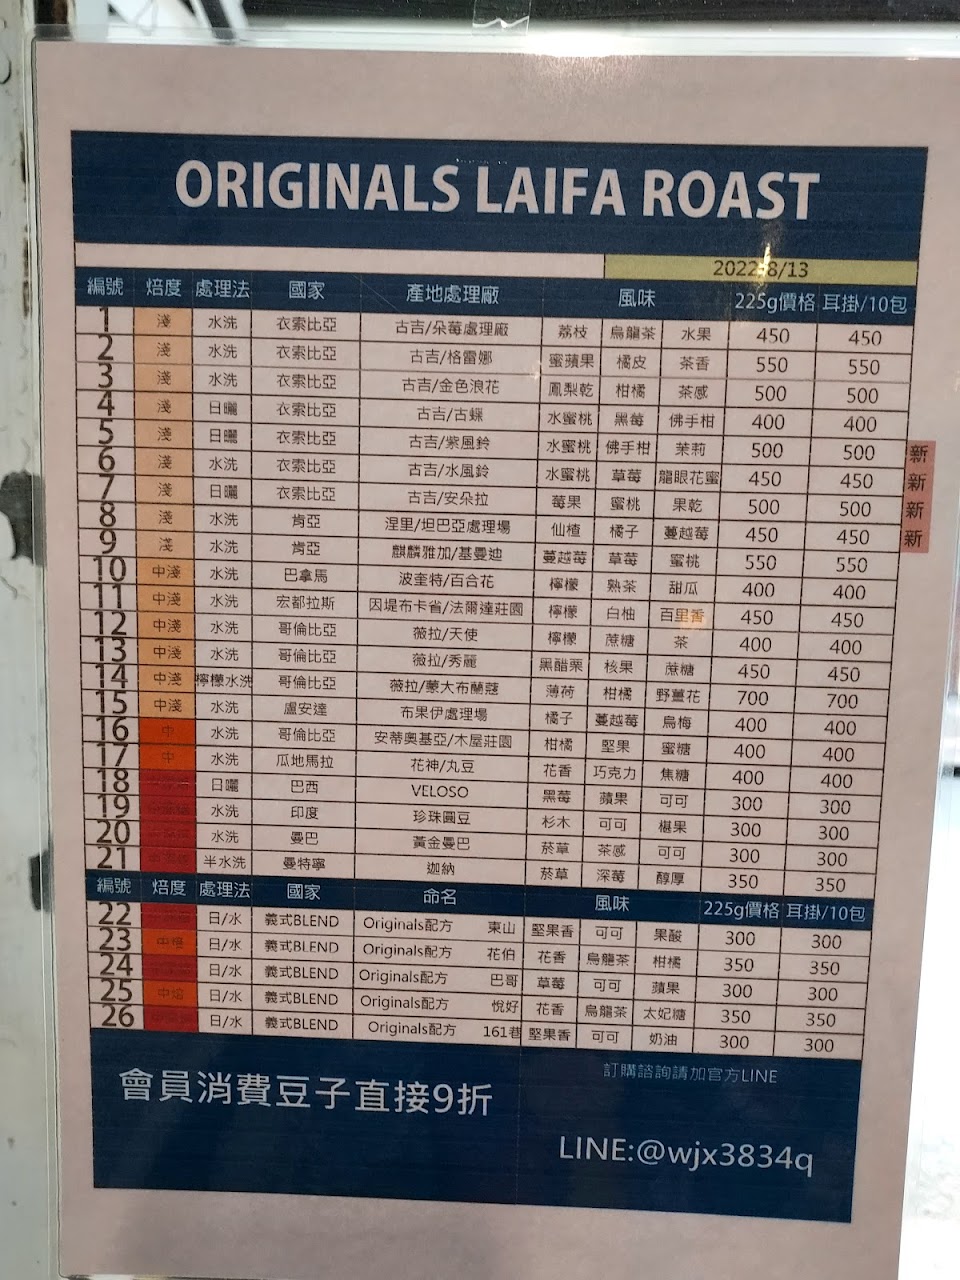 ORIGINALS LAIFA ROAST
2022/8/13
編號 焙度 處理法 國家 產地處理廠 風味 225g價格 耳掛/10包
1 淺 水洗 衣索比亞 古吉/朵莓處理廠 荔枝 烏龍茶 水果 450 450
2 淺 水洗 衣索比亞 古吉/格雷娜 蜜蘋果 橘皮 茶香 550 550
3 淺 水洗 衣索比亞 古吉/金色浪花 鳳梨乾 柑橘 茶感 500 500
4 淺 日曬 衣索比亞 水蜜桃 黑莓 佛手柑 400 400
5 淺 日曬 衣索比亞 古吉/紫風鈴 水蜜桃 佛手柑 茉莉 500 500 新
6 淺 水洗 衣索比亞 古吉/水風鈴 水蜜桃 草莓 龍眼花蜜 450 450 新
7 淺 日曬 衣索比亞 古吉/安朵拉 莓果 蜜桃 果乾 500 500 新
8 淺 水洗 肯亞 涅里/坦巴亞處理場 仙楂 橘子 蔓越莓 450 450 新
9 淺 水洗 肯亞 麒麟雅加/基曼迪 蔓越莓 草莓 蜜桃 550 550
10 中淺 水洗 巴拿馬 波奎特/百合花 檸檬 熟茶 甜瓜 400 400
11 中淺 水洗 宏都拉斯 因堤布卡省/法爾達莊園 檸檬 白柚 百里香 450 450
12 中淺 水洗 哥倫比亞 薇拉/天使 檸檬 蔗糖 茶 400 400
13 中淺 水洗 哥倫比亞 薇拉/秀麗 黑醋栗 核果 蔗糖 450 450
14 中淺 檸檬水洗 哥倫比亞 薇拉/蒙大布蘭蔻 薄荷 柑橘 野薑花 700 700
15 中淺 水洗 盧安達 布果伊處理場 橘子 蔓越莓 烏梅 400 400
16 中 水洗 哥倫比亞 安蒂奧基亞/木屋莊園 柑橘 堅果 蜜糖 400 400
17 中 水洗 瓜地馬拉 花神/丸豆 花香 巧克力 焦糖 400 400
18 日曬 巴西 VELOSO 黑莓 蘋果 可可 300 300
19 水洗 印度 珍珠圓豆 杉木 可可 椹果 300 300
20 水洗 曼巴 黃金曼巴 菸草 茶感 可可 300 300
21 半水洗 曼特寧 迦納 菸草 深莓 醇厚 350 350
編號 焙度 處理法 國家 命名 風味 225g價格 耳掛/10包
22 日/水 義式BLEND Originals配方 東山 堅果香 可可 果酸 300 300
23 中焙 日/水 義式BLEND Originals配方 花伯 花香 烏龍茶 柑橘 350 350
24 日/水 義式BLEND Originals配方 巴哥 草莓 可可 蘋果 300 300
25 中焙 日/水 義式BLEND Originals配方 悅好 花香 烏龍茶 太妃糖 350 350
26 日/水 義式BLEND Originals配方 161巷 堅果香 可可 奶油 300 300
訂購諮詢請加官方LINE
會員消費豆子直接9折
LINE:@wjx3834q